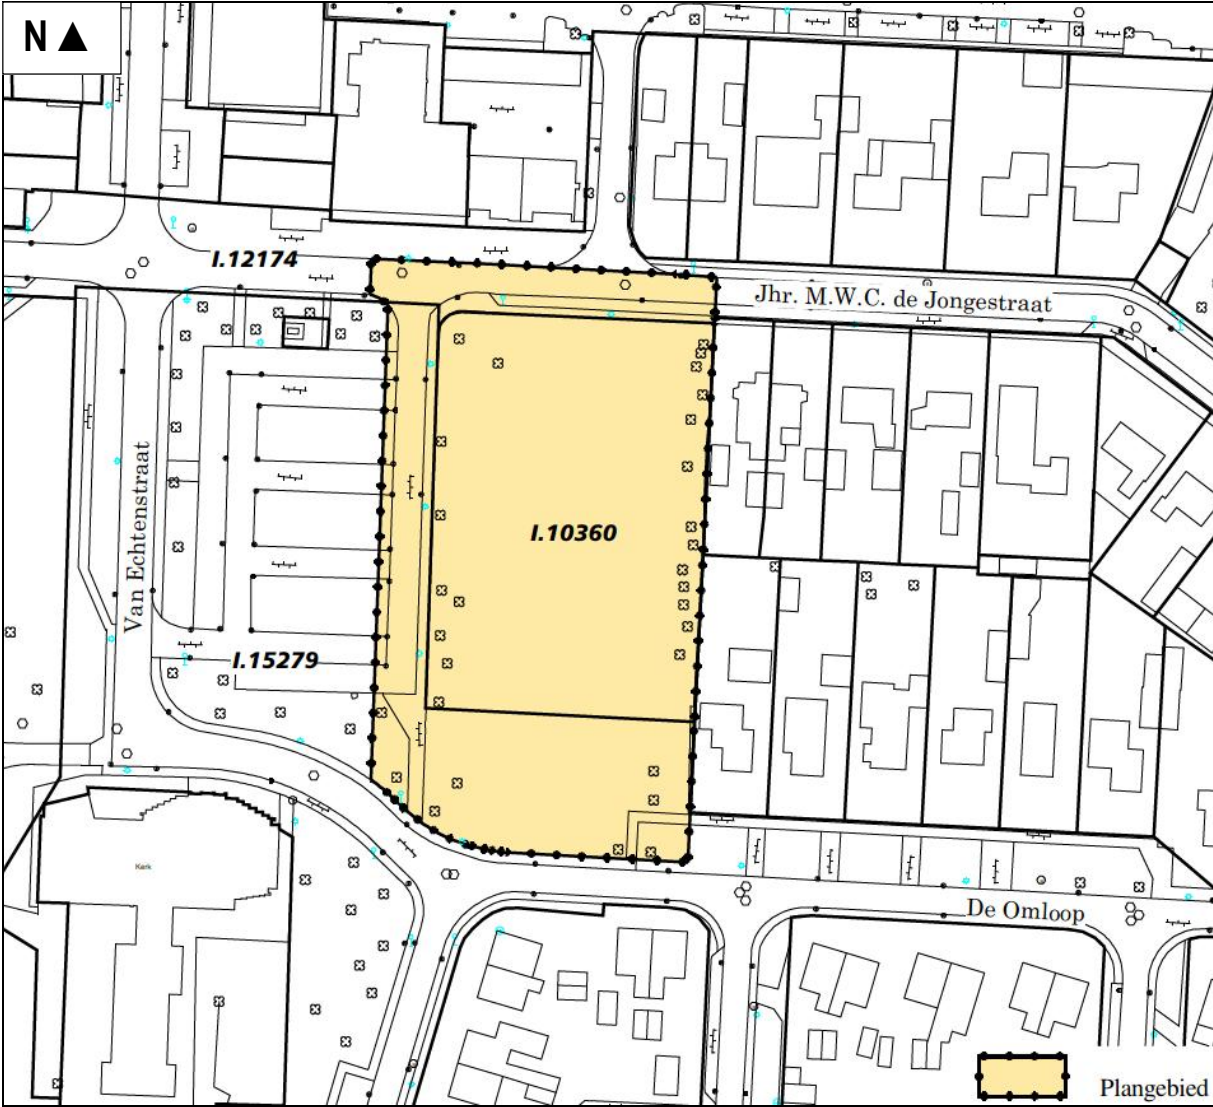 N
I.12174
Jhr. M.W.C. de Jongestraat
I.10360
Van Echtenstraat
I.15279
Kerk
De Omloop
Plangebied